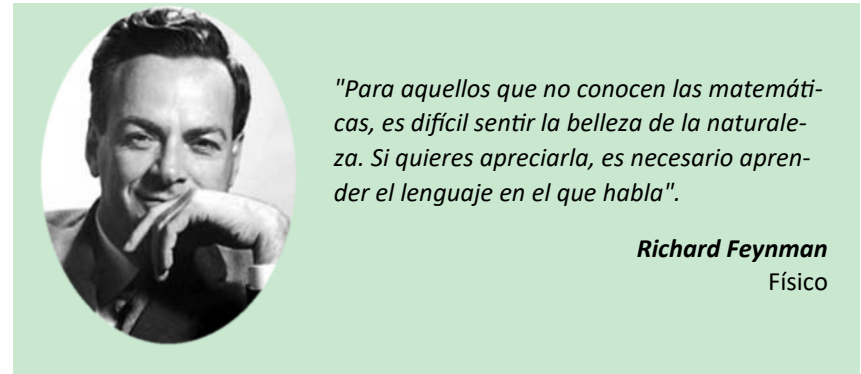 "Para aquellos que no conocen las matemáti-
cas, es difícil sentir la belleza de la naturale-
za. Si quieres apreciarla, es necesario apren-
der el lenguaje en el que habla".
Richard Feynman
Físico